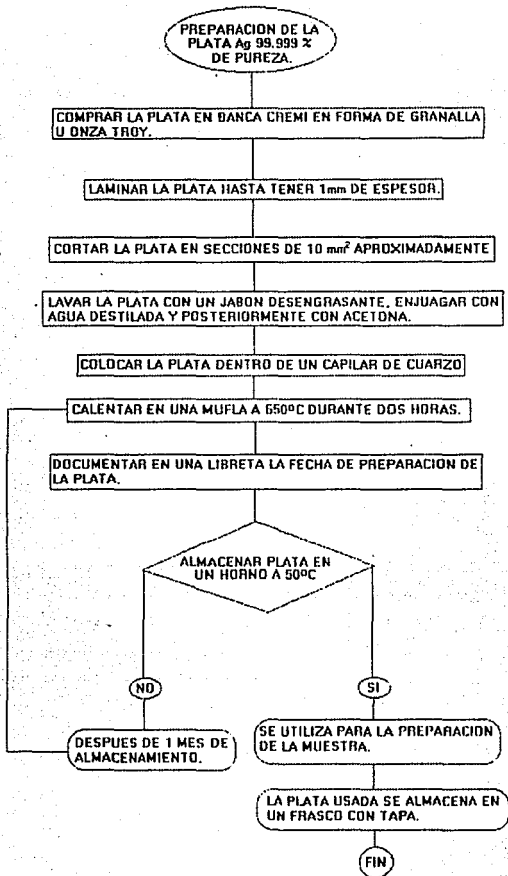 PREPARACION DE LA
PLATA Ag 99.999 %
DE PUREZA.
COMPRAR LA PLATA EN BANCA CREMI EN FORMA DE GRANALLA
U ONZA TROY.
LAMINAR LA PLATA HASTA TENER 1mm DE ESPESOR.
CORTAR LA PLATA EN SECCIONES DE 10 mm² APROXIMADAMENTE
LAVAR LA PLATA CON UN JABON DESENGRASANTE, ENJUAGAR CON
AGUA DESTILADA Y POSTERIORMENTE CON ACETONA.
COLOCAR LA PLATA DENTRO DE UN CAPILAR DE CUARZO
CALENTAR EN UNA MUFLA A 650ºC DURANTE DOS HORAS.
DOCUMENTAR EN UNA LIBRETA LA FECHA DE PREPARACION DE
LA PLATA.
ALMACENAR PLATA EN
UN HORNO A 50ºC
NO
SI
DESPUES DE 1 MES DE
ALMACENAMIENTO.
SE UTILIZA PARA LA PREPARACION
DE LA MUESTRA.
LA PLATA USADA SE ALMACENA EN
UN FRASCO CON TAPA.
FIN